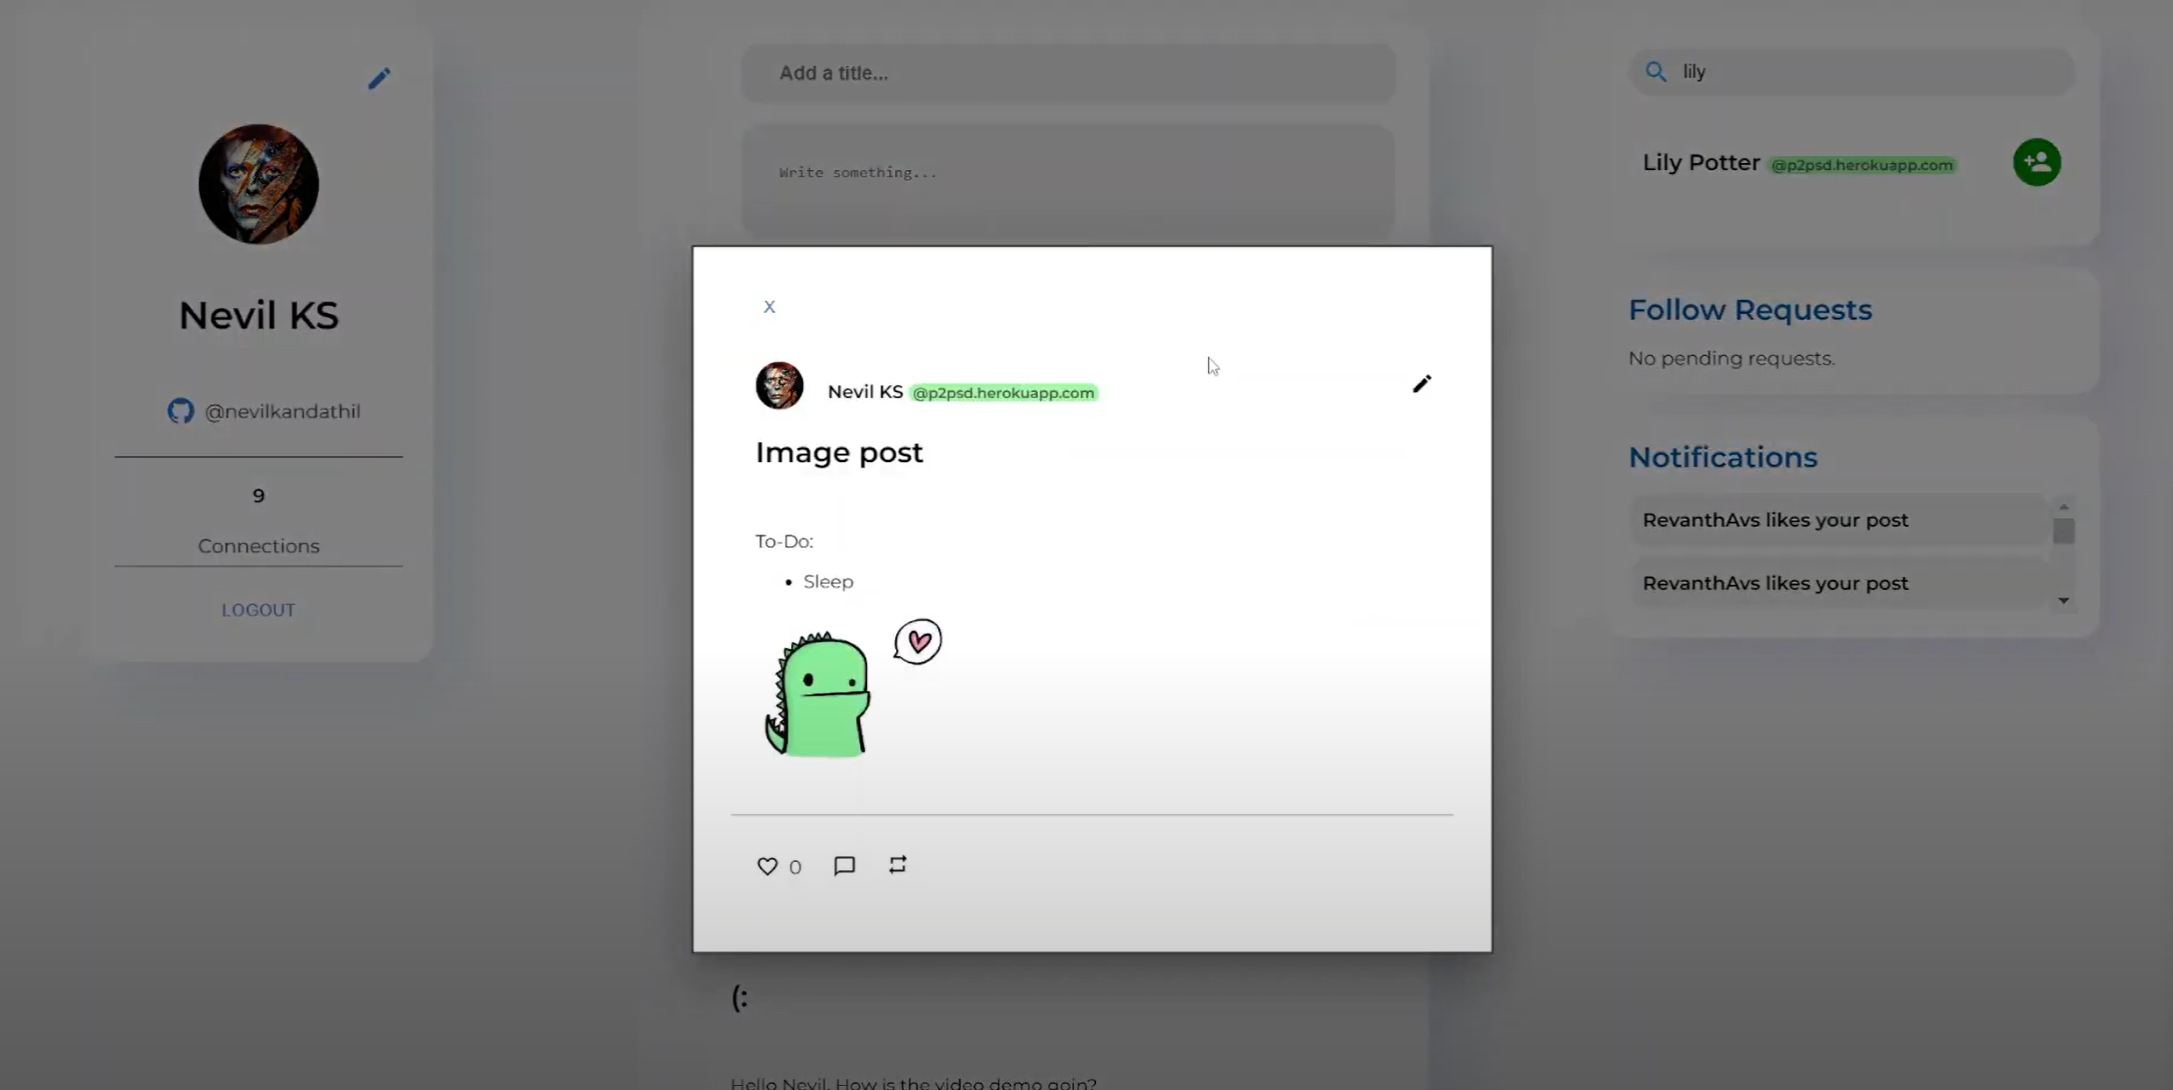 Nevil KS
@nevilkandathil
9
Connections
LOGOUT
Add a title...
Write something...
X
Nevil KS @p2psd.herokuapp.com
Image post
To-Do:
• Sleep
0
(:
Hello Nevil. How is the video demo goin?
lily
Lily Potter @p2psd.herokuapp.com
Follow Requests
No pending requests.
Notifications
RevanthAvs likes your post
RevanthAvs likes your post